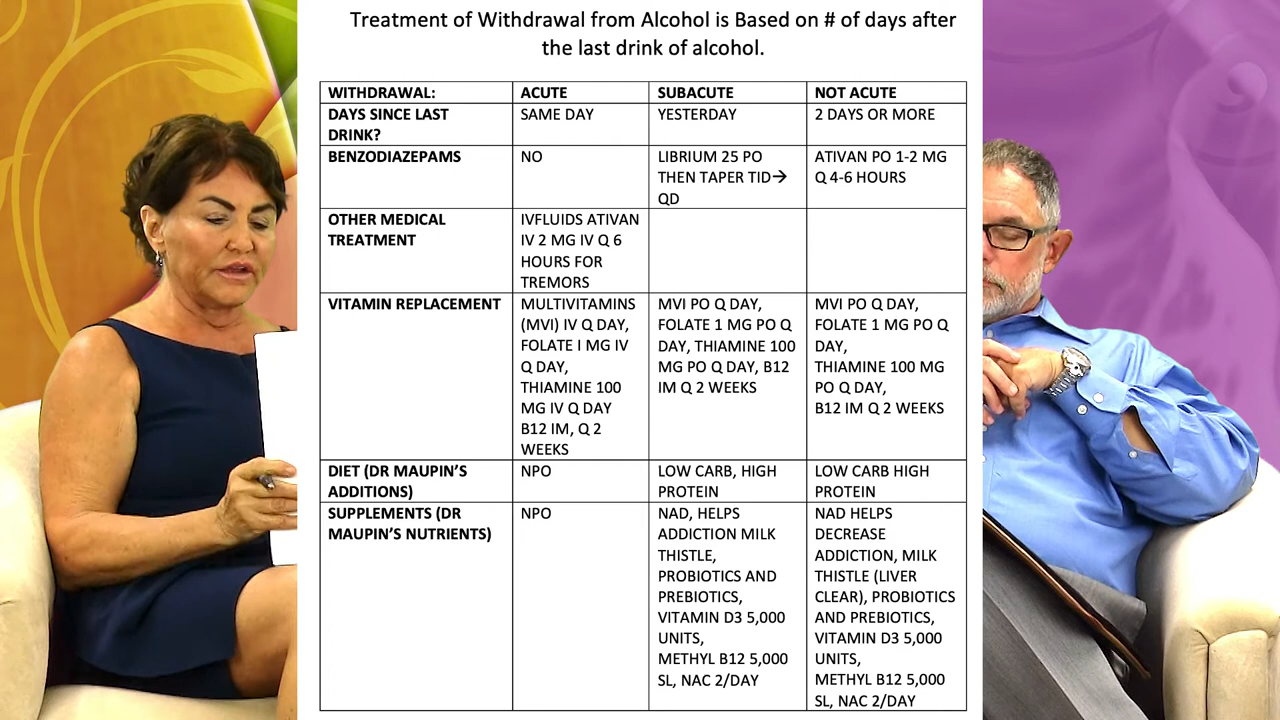 Treatment of Withdrawal from Alcohol is Based on # of days after
the last drink of alcohol.
WITHDRAWAL:
ACUTE
SUBACUTE
NOT ACUTE
DAYS SINCE LAST
DRINK?
SAME DAY
YESTERDAY
2 DAYS OR MORE
BENZODIAZEPAMS
NO
LIBRIUM 25 PO
THEN TAPER TID→
QD
ATIVAN PO 1-2 MG
Q 4-6 HOURS
OTHER MEDICAL
TREATMENT
IVFLUIDS ATIVAN
IV 2 MG IV Q 6
HOURS FOR
TREMORS
VITAMIN REPLACEMENT
MULTIVITAMINS
(MVI) IV Q DAY,
FOLATE I MG IV
Q DAY,
THIAMINE 100
MG IV Q DAY
B12 IM, Q 2
WEEKS
MVI PO Q DAY,
FOLATE 1 MG PO Q
DAY, THIAMINE 100
MG PO Q DAY, B12
IM Q 2 WEEKS
MVI PO Q DAY,
FOLATE 1 MG PO Q
DAY,
THIAMINE 100 MG
PO Q DAY,
B12 IM Q 2 WEEKS
DIET (DR MAUPIN'S
ADDITIONS)
NPO
LOW CARB, HIGH
PROTEIN
LOW CARB HIGH
PROTEIN
SUPPLEMENTS (DR
MAUPIN'S NUTRIENTS)
NPO
NAD, HELPS
ADDICTION MILK
THISTLE,
PROBIOTICS AND
PREBIOTICS,
VITAMIN D3 5,000
UNITS,
METHYL B12 5,000
SL, NAC 2/DAY
NAD HELPS
DECREASE
ADDICTION, MILK
THISTLE (LIVER
CLEAR), PROBIOTICS
AND PREBIOTICS,
VITAMIN D3 5,000
UNITS,
METHYL B12 5,000
SL, NAC 2/DAY